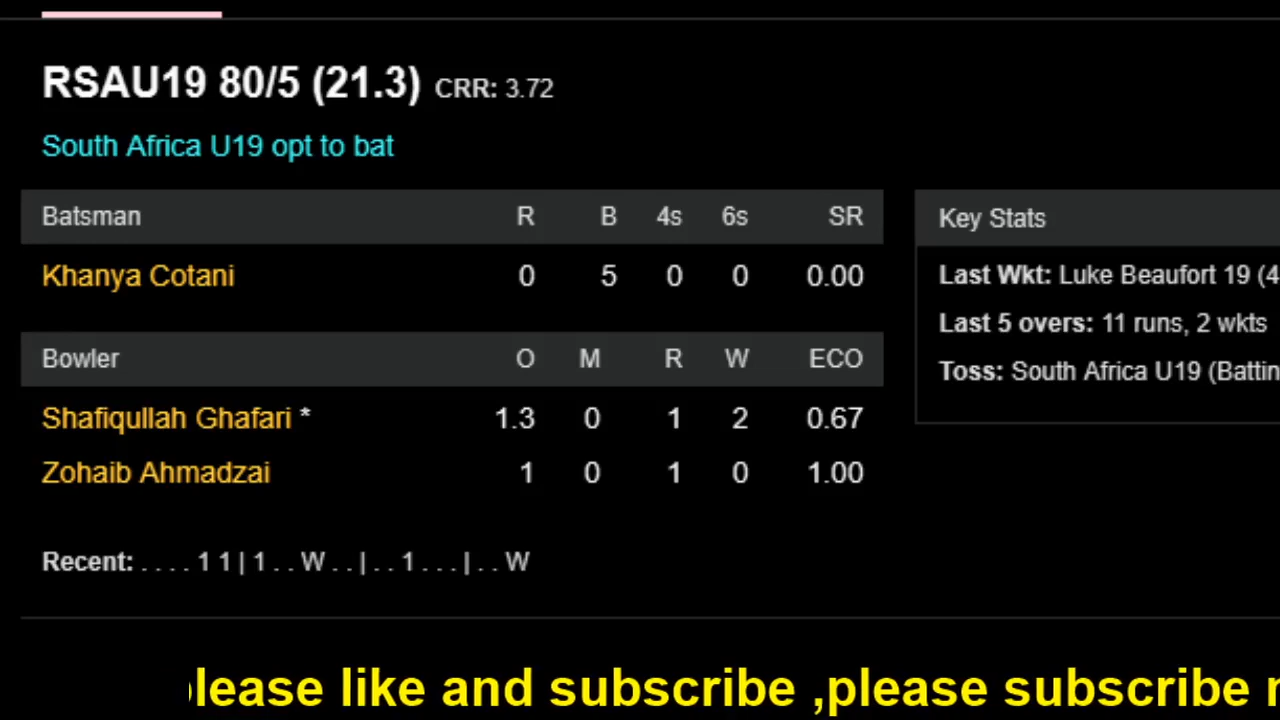 RSAU19 80/5 (21.3) CRR: 3.72
South Africa U19 opt to bat
Batsman R B 4s 6s SR
Khanya Cotani 0 5 0 0 0.00
Bowler O M R W ECO
Shafiqullah Ghafari * 1.3 0 1 2 0.67
Zohaib Ahmadzai 1 0 1 0 1.00
Recent: . . . . 1 1 | 1 . . W . . | . . 1 . . . | . . W
Key Stats
Last Wkt: Luke Beaufort 19 (4
Last 5 overs: 11 runs, 2 wkts
Toss: South Africa U19 (Battin
lease like and subscribe ,please subscribe